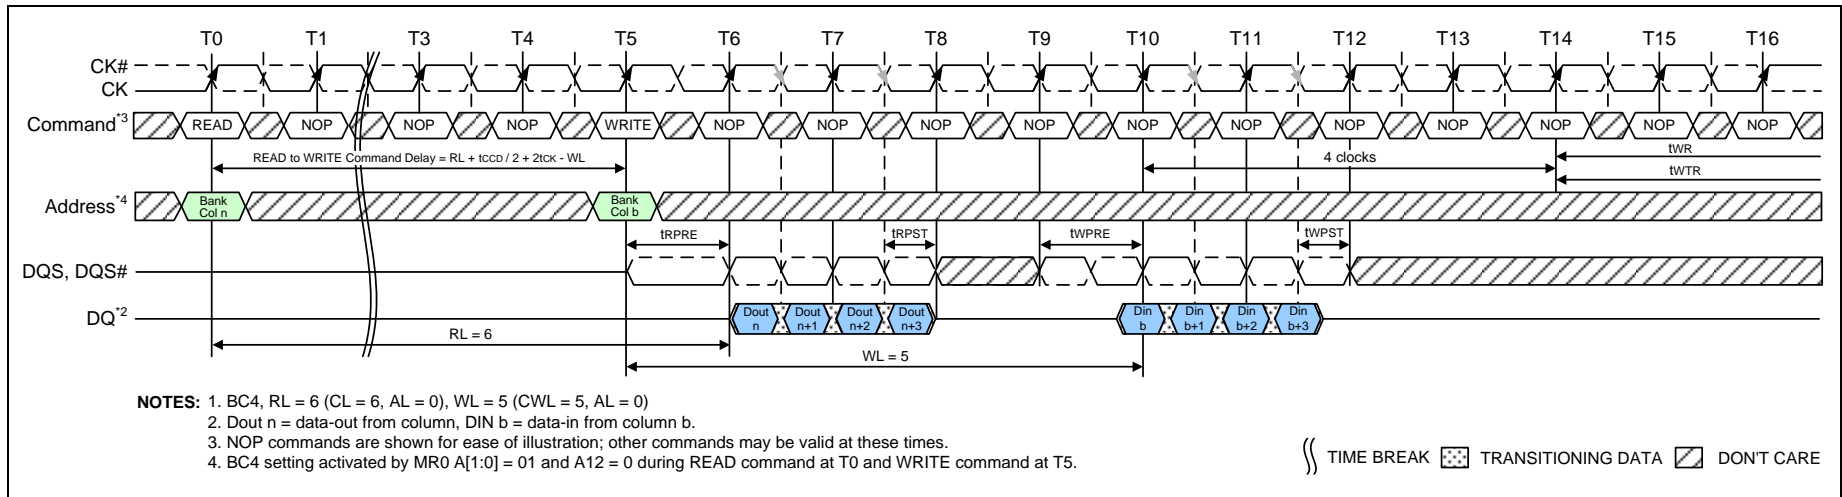 T0 T1 T3 T4 T5 T6 T7 T8 T9 T10 T11 T12 T13 T14 T15 T16
CK#
CK
Command*3 READ NOP NOP NOP WRITE NOP NOP NOP NOP NOP NOP NOP NOP NOP NOP NOP
READ to WRITE Command Delay = RL + tCCD / 2 + 2tCK - WL
4 clocks
tWR
tWTR
Address*4
Bank
Col n
Bank
Col b
tRPRE tRPST tWPRE tWPST
DQS, DQS#
DQ*2
Dout
n
Dout
n+1
Dout
n+2
Dout
n+3
Din
b
Din
b+1
Din
b+2
Din
b+3
RL = 6
WL = 5
NOTES: 1. BC4, RL = 6 (CL = 6, AL = 0), WL = 5 (CWL = 5, AL = 0)
2. Dout n = data-out from column, DIN b = data-in from column b.
3. NOP commands are shown for ease of illustration; other commands may be valid at these times.
4. BC4 setting activated by MR0 A[1:0] = 01 and A12 = 0 during READ command at T0 and WRITE command at T5.
TIME BREAK TRANSITIONING DATA DON'T CARE